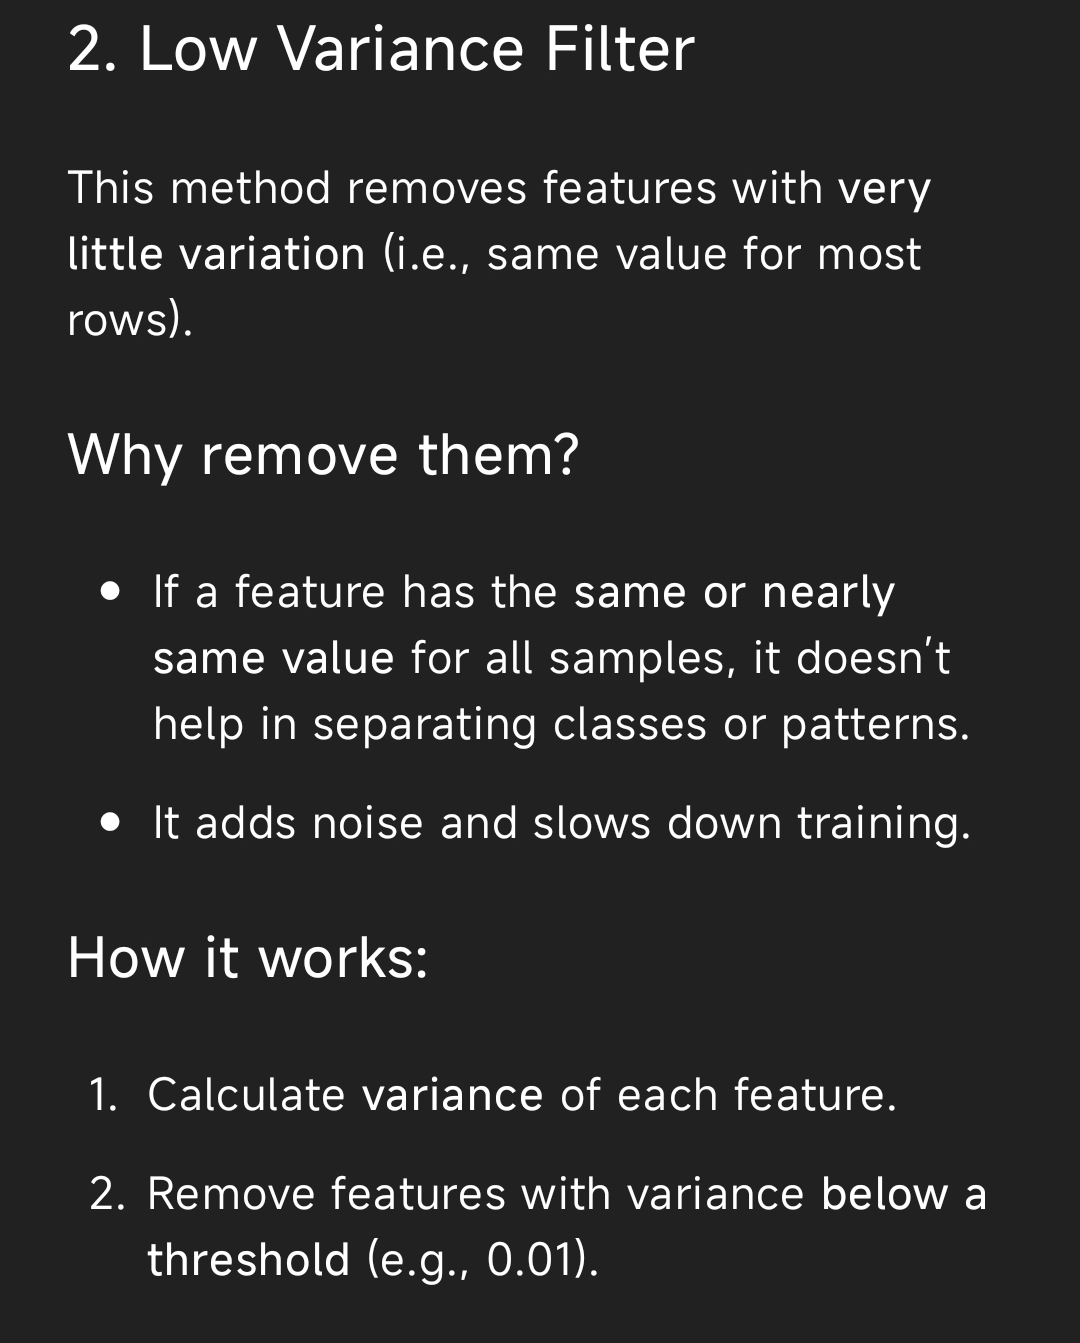 2. Low Variance Filter
This method removes features with very
little variation (i.e., same value for most
rows).
Why remove them?
• If a feature has the same or nearly
same value for all samples, it doesn't
help in separating classes or patterns.
• It adds noise and slows down training.
How it works:
1. Calculate variance of each feature.
2. Remove features with variance below a
threshold (e.g., 0.01).